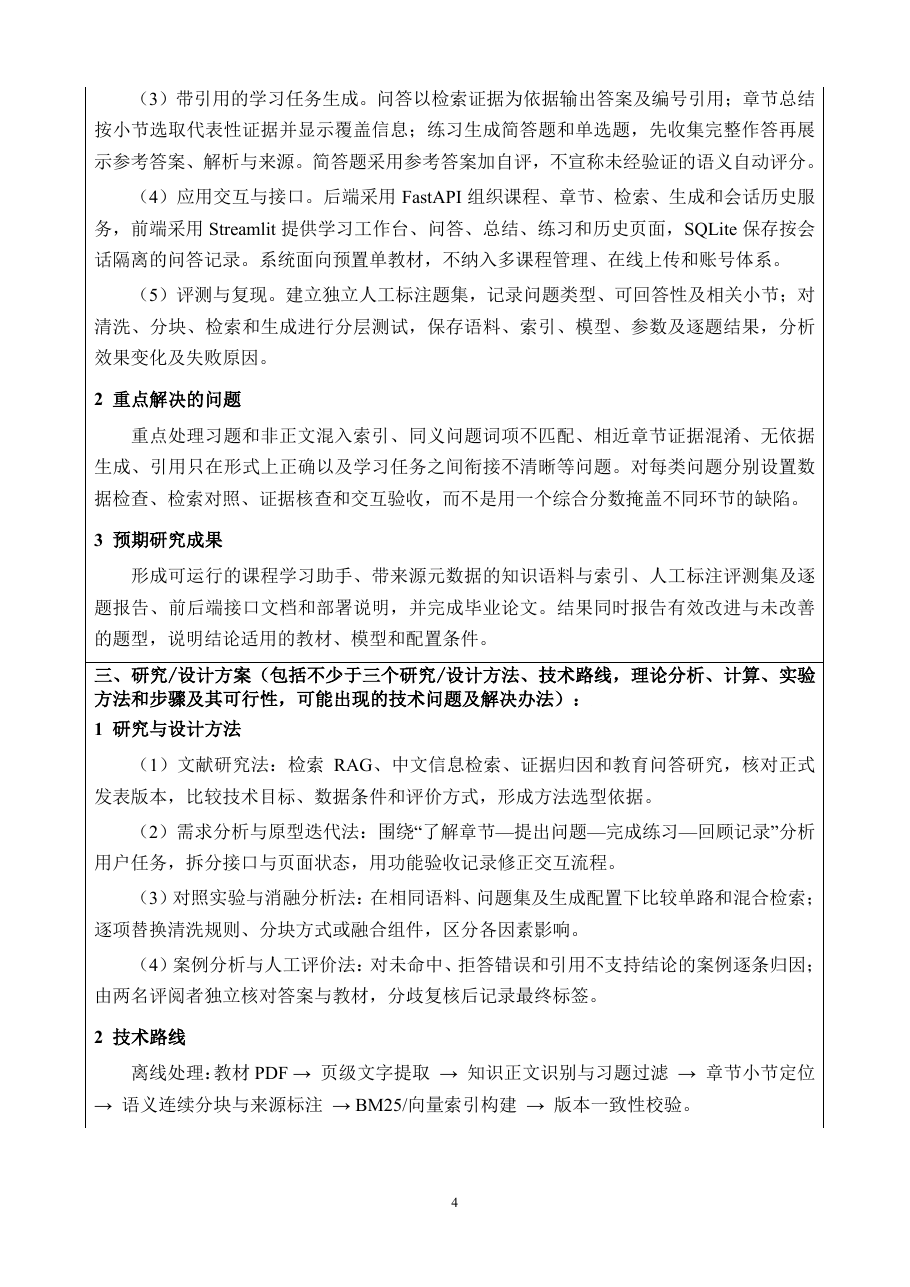 （3）带引用的学习任务生成。问答以检索证据为依据输出答案及编号引用；章节总结
按小节选取代表性证据并显示覆盖信息；练习生成简答题和单选题，先收集完整作答再展
示参考答案、解析与来源。简答题采用参考答案加自评，不宣称未经验证的语义自动评分。
（4）应用交互与接口。后端采用 FastAPI 组织课程、章节、检索、生成和会话历史服
务，前端采用 Streamlit 提供学习工作台、问答、总结、练习和历史页面，SQLite 保存按会
话隔离的问答记录。系统面向预置单教材，不纳入多课程管理、在线上传和账号体系。
（5）评测与复现。建立独立人工标注题集，记录问题类型、可回答性及相关小节；对
清洗、分块、检索和生成进行分层测试，保存语料、索引、模型、参数及逐题结果，分析
效果变化及失败原因。
2 重点解决的问题
重点处理习题和非正文混入索引、同义问题词项不匹配、相近章节证据混淆、无依据
生成、引用只在形式上正确以及学习任务之间衔接不清晰等问题。对每类问题分别设置数
据检查、检索对照、证据核查和交互验收，而不是用一个综合分数掩盖不同环节的缺陷。
3 预期研究成果
形成可运行的课程学习助手、带来源元数据的知识语料与索引、人工标注评测集及逐
题报告、前后端接口文档和部署说明，并完成毕业论文。结果同时报告有效改进与未改善
的题型，说明结论适用的教材、模型和配置条件。
三、研究/设计方案（包括不少于三个研究/设计方法、技术路线，理论分析、计算、实验
方法和步骤及其可行性，可能出现的技术问题及解决办法）：
1 研究与设计方法
（1）文献研究法：检索 RAG、中文信息检索、证据归因和教育问答研究，核对正式
发表版本，比较技术目标、数据条件和评价方式，形成方法选型依据。
（2）需求分析与原型迭代法：围绕“了解章节—提出问题—完成练习—回顾记录”分析
用户任务，拆分接口与页面状态，用功能验收记录修正交互流程。
（3）对照实验与消融分析法：在相同语料、问题集及生成配置下比较单路和混合检索；
逐项替换清洗规则、分块方式或融合组件，区分各因素影响。
（4）案例分析与人工评价法：对未命中、拒答错误和引用不支持结论的案例逐条归因；
由两名评阅者独立核对答案与教材，分歧复核后记录最终标签。
2 技术路线
离线处理：教材 PDF → 页级文字提取 → 知识正文识别与习题过滤 → 章节小节定位
→ 语义连续分块与来源标注 → BM25/向量索引构建 → 版本一致性校验。
4